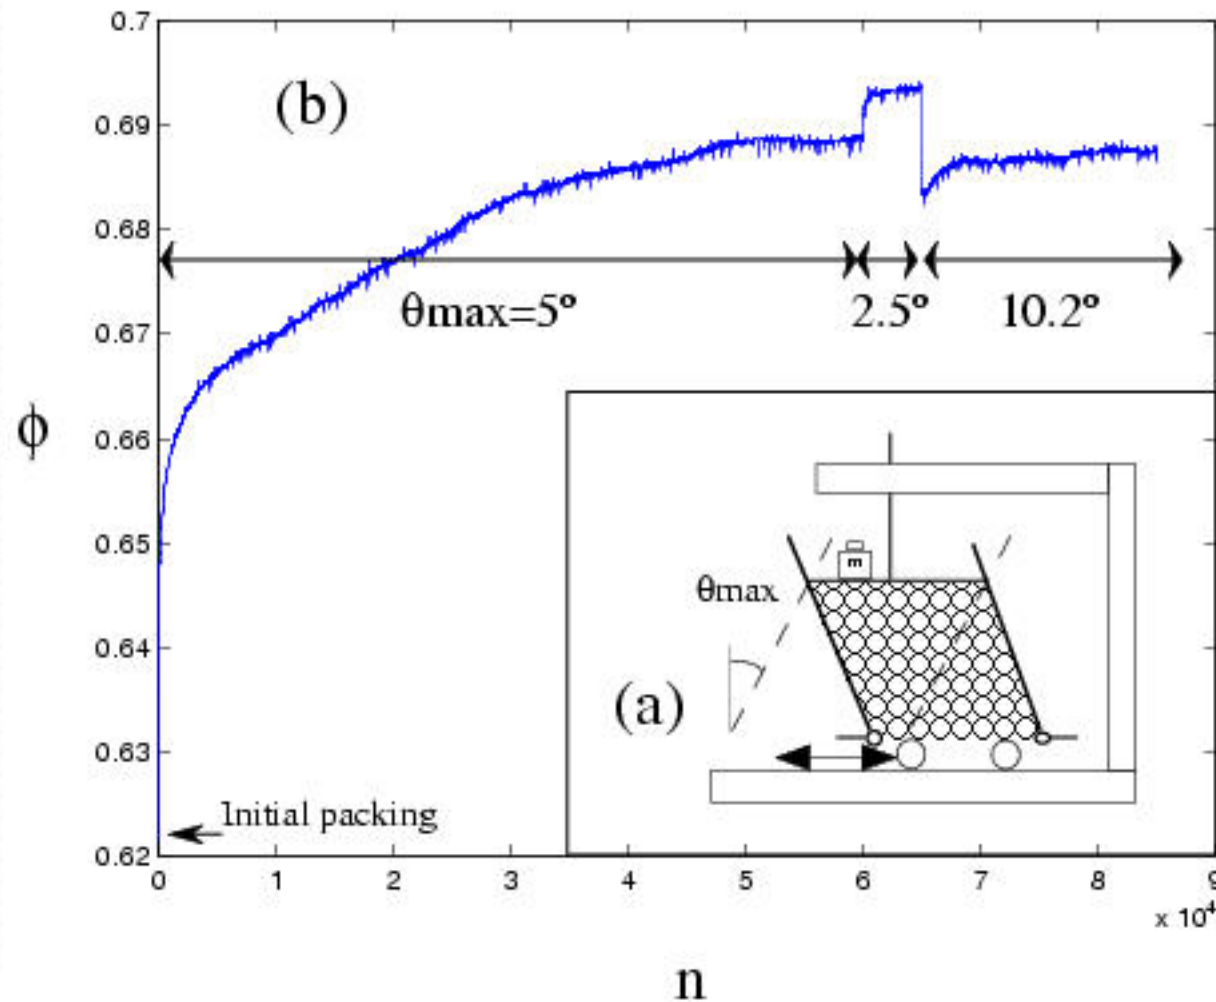 0.7
(b)
0.69
0.68
θmax=5° 2.5° 10.2°
0.67
ϕ
0.66
0.65
m
θmax
0.64
(a)
0.63
Initial packing
0.62
0 1 2 3 4 5 6 7 8 9
x 10⁴
n